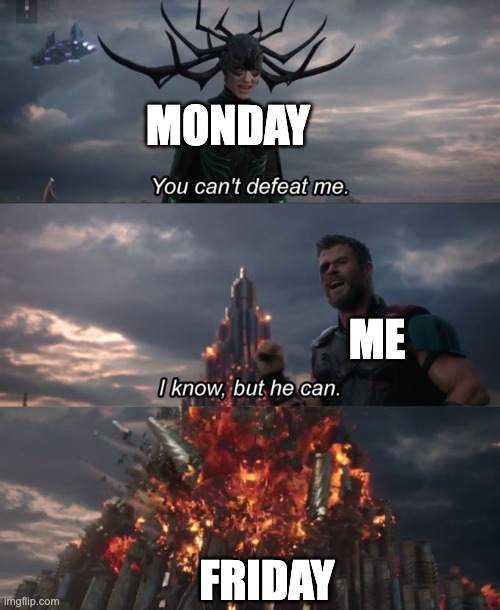 MONDAY
You can't defeat me.
ME
I know, but he can.
FRIDAY
imgflip.com